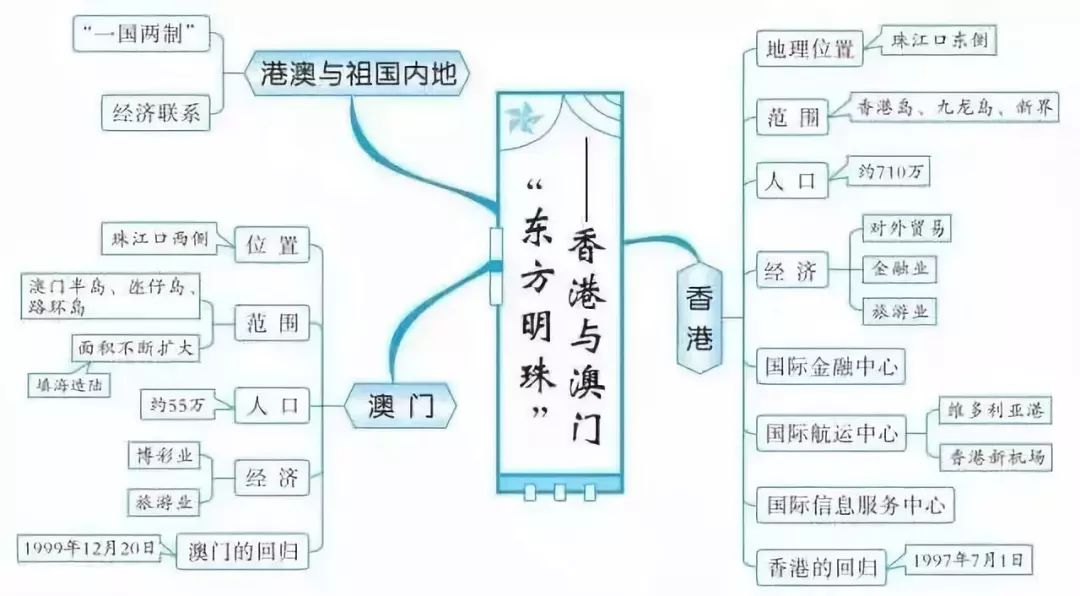 “东方明珠”
——香港与澳门
港澳与祖国内地
“一国两制”
经济联系
澳门
位置
珠江口西侧
范围
澳门半岛、氹仔岛、
路环岛
面积不断扩大
填海造陆
人口
约55万
经济
博彩业
旅游业
澳门的回归
1999年12月20日
香港
地理位置
珠江口东侧
范围
香港岛、九龙岛、新界
人口
约710万
经济
对外贸易
金融业
旅游业
国际金融中心
国际航运中心
维多利亚港
香港新机场
国际信息服务中心
香港的回归
1997年7月1日